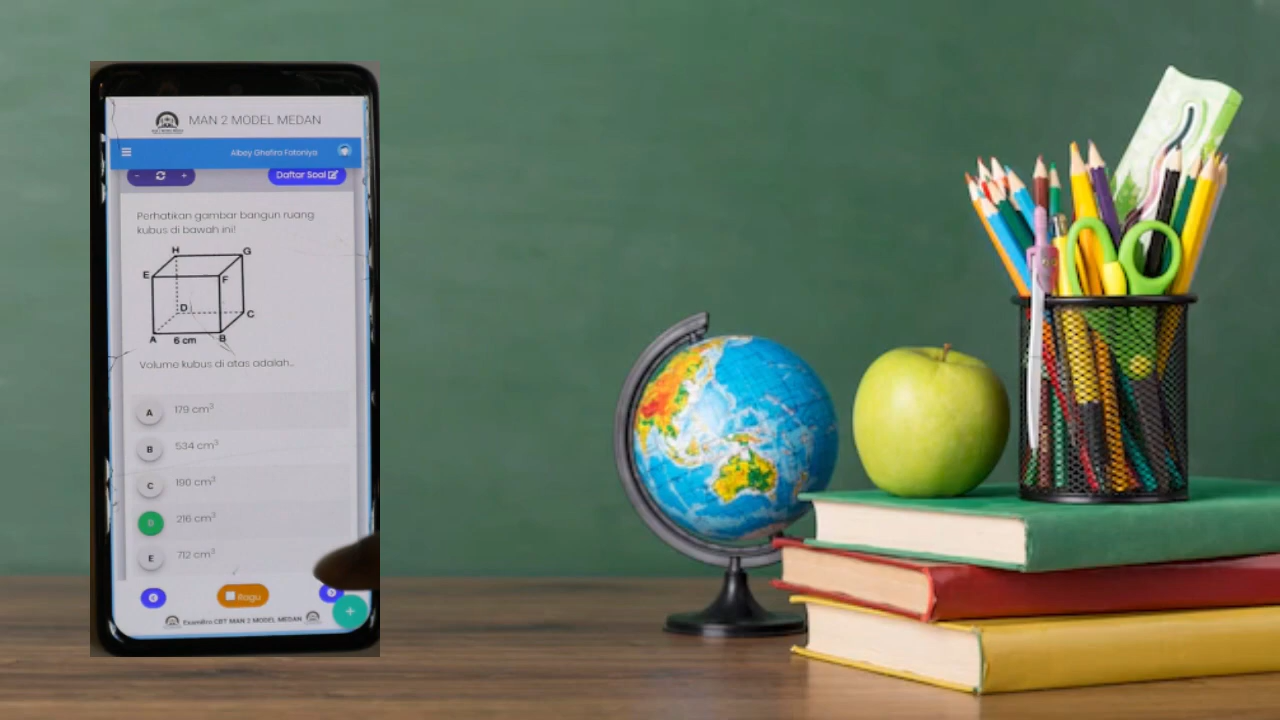 MAN 2 MODEL MEDAN
Albey Ghafiro Fatoniya
- +
Daftar Soal
Perhatikan gambar bangun ruang
kubus di bawah ini!
H G
E F
D C
A 6 cm B
Volume kubus di atas adalah...
A 179 cm³
B 534 cm³
C 190 cm³
D 216 cm³
E 712 cm³
Ragu
+
Examifro CBT MAN 2 MODEL MEDAN